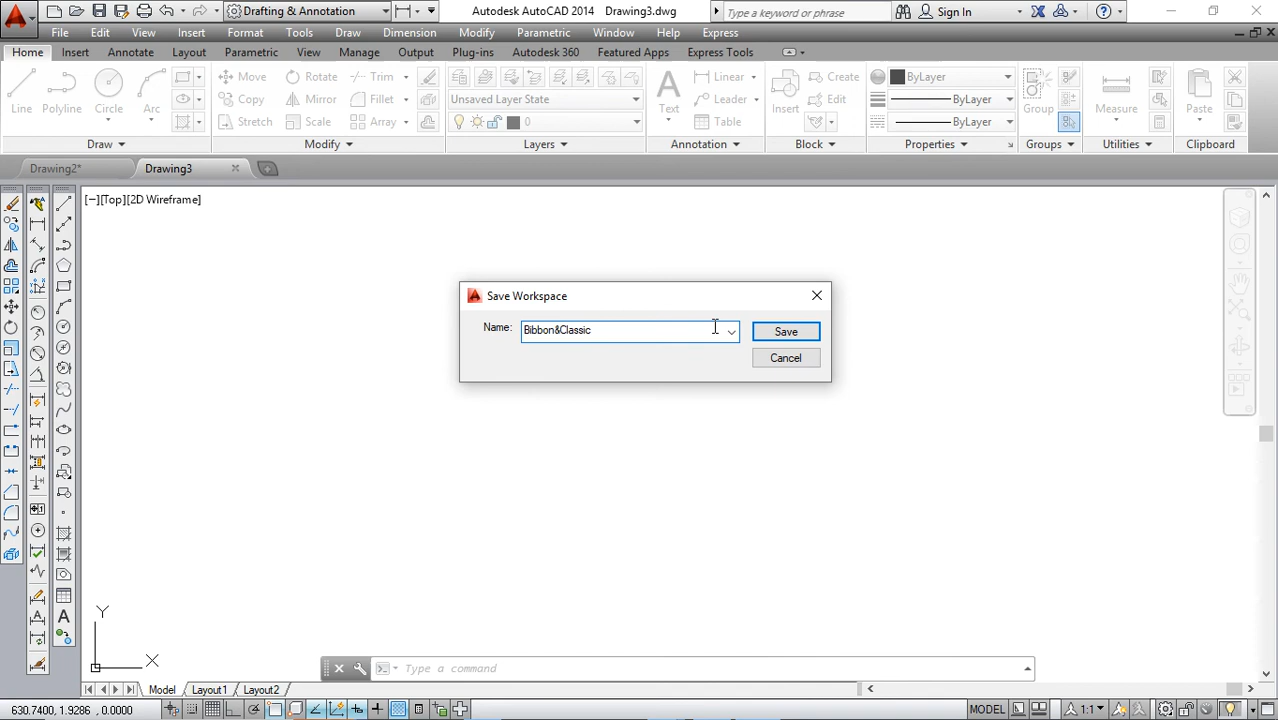 Drafting & Annotation
Autodesk AutoCAD 2014 Drawing3.dwg
Type a keyword or phrase
Sign In
File Edit View Insert Format Tools Draw Dimension Modify Parametric Window Help Express
Home Insert Annotate Layout Parametric View Manage Output Plug-ins Autodesk 360 Featured Apps Express Tools
Move Rotate Trim
Unsaved Layer State
Linear
Create
ByLayer
Line Polyline Circle Arc
Copy Mirror Fillet
Text
Leader
Insert
Edit
ByLayer
Group
Measure
Paste
Stretch Scale Array
0
Table
ByLayer
Draw Modify Layers Annotation Block Properties Groups Utilities Clipboard
Drawing2* Drawing3
[−][Top][2D Wireframe]
Save Workspace
Name: Bibbon&Classic
Save
Cancel
Y
X
Type a command
Model Layout1 Layout2
630.7400, 1.9286 , 0.0000
MODEL
1:1